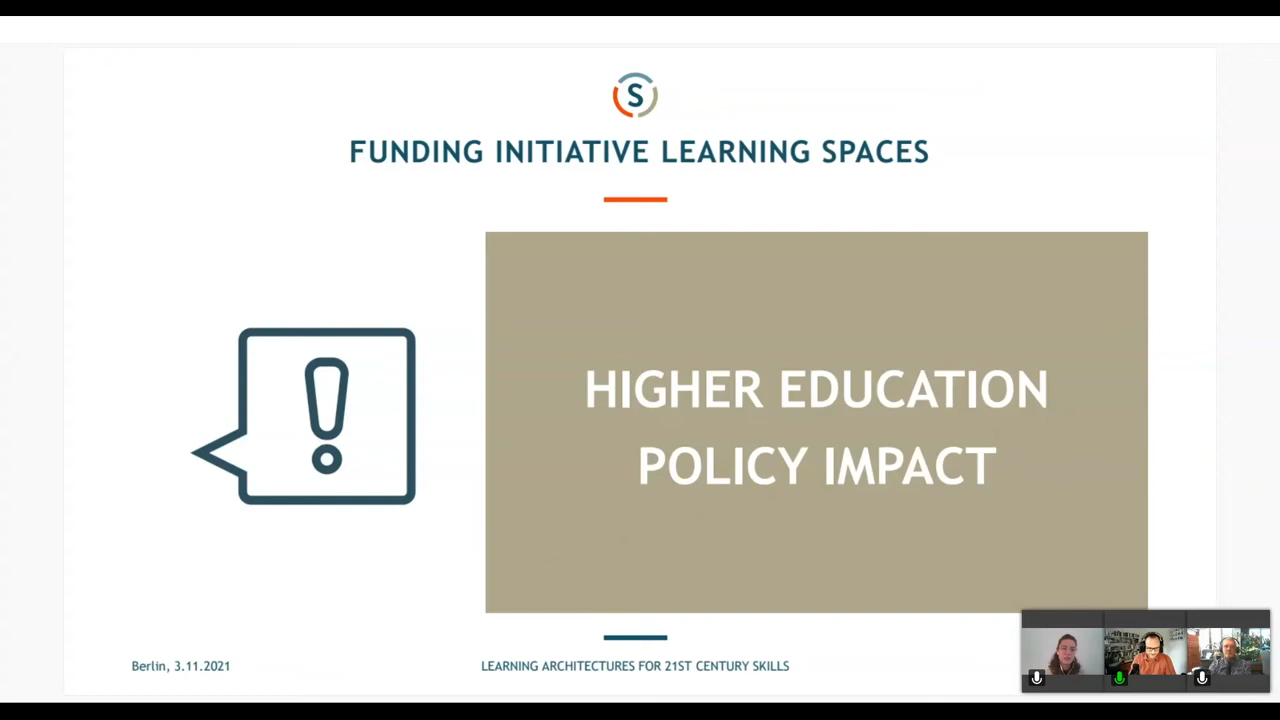 S
FUNDING INITIATIVE LEARNING SPACES
!
HIGHER EDUCATION
POLICY IMPACT
Berlin, 3.11.2021
LEARNING ARCHITECTURES FOR 21ST CENTURY SKILLS